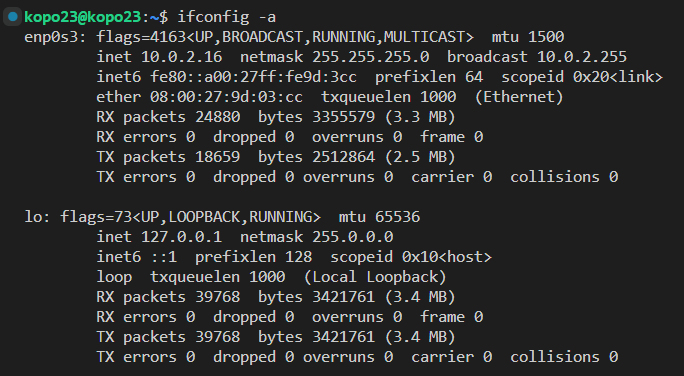 kopo23@kopo23:~$ ifconfig -a
enp0s3: flags=4163<UP,BROADCAST,RUNNING,MULTICAST>  mtu 1500
        inet 10.0.2.16  netmask 255.255.255.0  broadcast 10.0.2.255
        inet6 fe80::a00:27ff:fe9d:3cc  prefixlen 64  scopeid 0x20<link>
        ether 08:00:27:9d:03:cc  txqueuelen 1000  (Ethernet)
        RX packets 24880  bytes 3355579 (3.3 MB)
        RX errors 0  dropped 0  overruns 0  frame 0
        TX packets 18659  bytes 2512864 (2.5 MB)
        TX errors 0  dropped 0 overruns 0  carrier 0  collisions 0

lo: flags=73<UP,LOOPBACK,RUNNING>  mtu 65536
        inet 127.0.0.1  netmask 255.0.0.0
        inet6 ::1  prefixlen 128  scopeid 0x10<host>
        loop  txqueuelen 1000  (Local Loopback)
        RX packets 39768  bytes 3421761 (3.4 MB)
        RX errors 0  dropped 0  overruns 0  frame 0
        TX packets 39768  bytes 3421761 (3.4 MB)
        TX errors 0  dropped 0 overruns 0  carrier 0  collisions 0